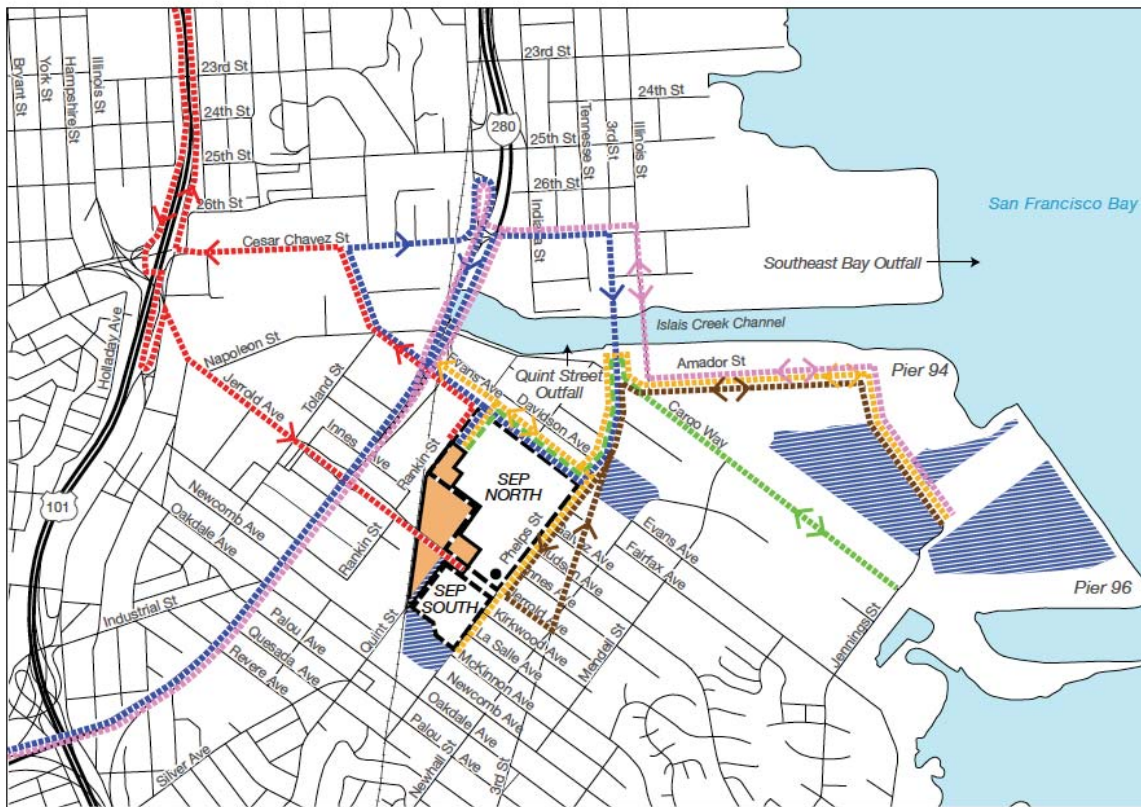 Bryant St
York St
Hampshire St
Illinois St
23rd St
24th St
25th St
26th St
280
23rd St
24th St
25th St
26th St
Tennesse St
3rd St
Illinois St
Indiana St
San Francisco Bay
Cesar Chavez St
Southeast Bay Outfall
Islais Creek Channel
Holladay Ave
Napoleon St
Jerrold Ave
Toland St
Evans Ave
Quint Street
Outfall
Davidson Ave
Amador St
Pier 94
Cargo Way
Innes Ave
Rankin St
SEP
NORTH
Phelps St
101
Newcomb Ave
Oakdale Ave
Rankin St
Evans Ave
Fairfax Ave
Hudson Ave
Innes Ave
Jerrold Ave
Kirkwood Ave
La Salle Ave
McKinnon Ave
SEP
SOUTH
Quint St
Mendell St
Jennings St
Pier 96
Industrial St
Palou Ave
Quesada Ave
Revere Ave
Newcomb Ave
Oakdale Ave
Palou Ave
Silver Ave
Newhall St
3rd St